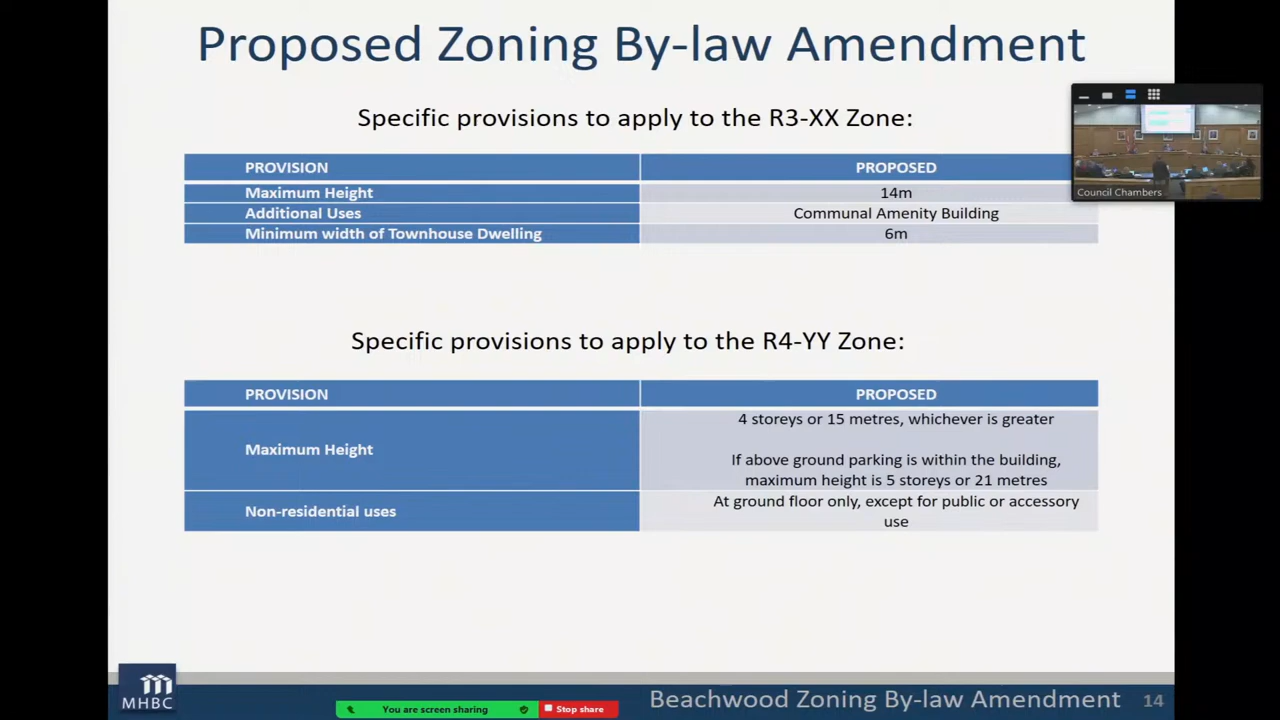 Proposed Zoning By-law Amendment
Specific provisions to apply to the R3-XX Zone:
PROVISION PROPOSED
Maximum Height 14m
Additional Uses Communal Amenity Building
Minimum width of Townhouse Dwelling 6m
Council Chambers
Specific provisions to apply to the R4-YY Zone:
PROVISION PROPOSED
Maximum Height
4 storeys or 15 metres, whichever is greater
If above ground parking is within the building,
maximum height is 5 storeys or 21 metres
Non-residential uses
At ground floor only, except for public or accessory
use
MHBC
You are screen sharing
Stop share
Beachwood Zoning By-law Amendment 14